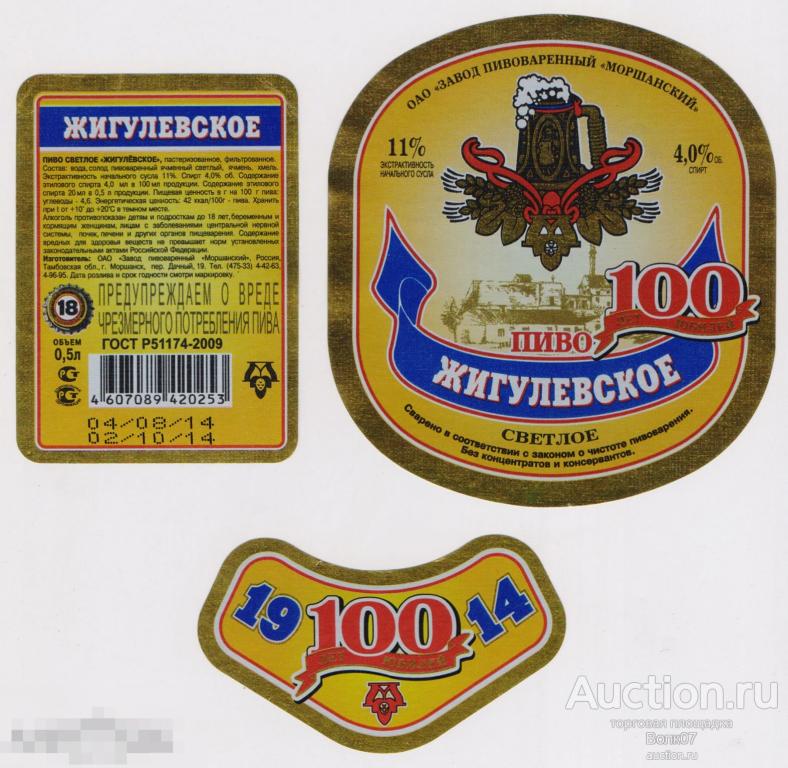 ЖИГУЛЕВСКОЕ
ПИВО СВЕТЛОЕ «ЖИГУЛЁВСКОЕ», пастеризованное, фильтрованное.
Состав: вода, солод пивоваренный ячменный светлый, ячмень, хмель.
Экстрактивность начального сусла 11%. Спирт 4,0% об. Содержание
этилового спирта 4,0 мл в 100 мл продукции. Содержание этилового
спирта 20 мл в 0,5 л продукции. Пищевая ценность в г на 100 г пива:
углеводы - 4,6. Энергетическая ценность: 42 ккал/100г - пива. Хранить
при t от +10° до +20°С в темном месте.
Алкоголь противопоказан детям и подросткам до 18 лет, беременным и
кормящим женщинам, лицам с заболеваниями центральной нервной
системы, почек, печени и других органов пищеварения. Содержание
вредных для здоровья веществ не превышает норм установленных
законодательными актами Российской Федерации.
Изготовитель: ОАО «Завод пивоваренный «Моршанский», Россия,
Тамбовская обл., г. Моршанск, пер. Дачный, 19. Тел. (475-33) 4-42-63,
4-96-95. Дата розлива и срок годности смотри маркировку.
18
ПРЕДУПРЕЖДАЕМ О ВРЕДЕ
ЧРЕЗМЕРНОГО ПОТРЕБЛЕНИЯ ПИВА
ОБЪЕМ
0,5л
ГОСТ Р51174-2009
4 607089 420253
04/08/14
02/10/14
ОАО «ЗАВОД ПИВОВАРЕННЫЙ «МОРШАНСКИЙ»
11%
ЭКСТРАКТИВНОСТЬ
НАЧАЛЬНОГО СУСЛА
4,0% ОБ.
СПИРТ
100
ЛЕТ ЮБИЛЕЙ
ПИВО
ЖИГУЛЕВСКОЕ
СВЕТЛОЕ
Сварено в соответствии с законом о чистоте пивоварения.
Без концентратов и консервантов.
19 100 14
ЛЕТ ЮБИЛЕЙ
Auction.ru
торговая площадка
Волк07
auction.ru